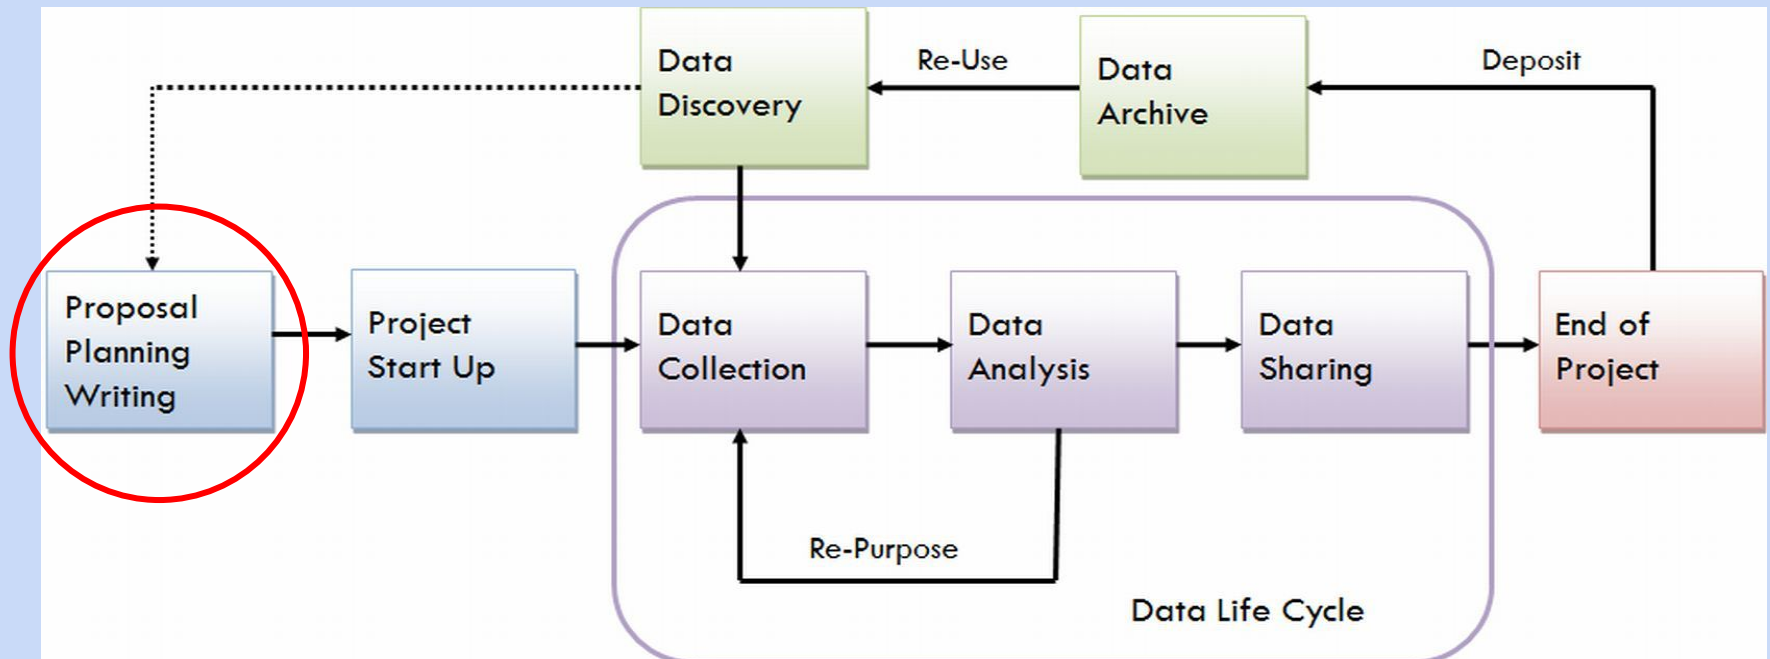 Data
Discovery
Re-Use
Data
Archive
Deposit
Proposal
Planning
Writing
Project
Start Up
Data
Collection
Data
Analysis
Data
Sharing
End of
Project
Re-Purpose
Data Life Cycle